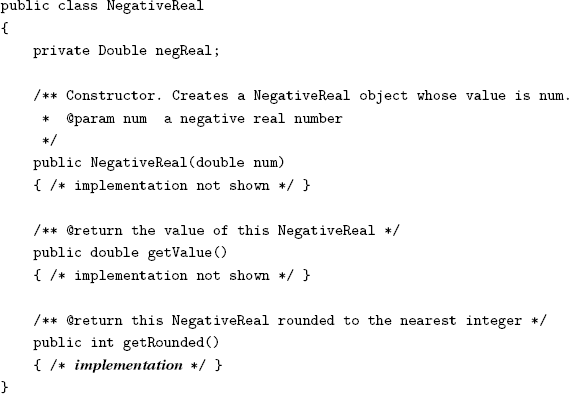 public class NegativeReal
{
    private Double negReal;

    /** Constructor. Creates a NegativeReal object whose value is num.
     *  @param num  a negative real number
     */
    public NegativeReal(double num)
    { /* implementation not shown */ }

    /** @return the value of this NegativeReal */
    public double getValue()
    { /* implementation not shown */ }

    /** @return this NegativeReal rounded to the nearest integer */
    public int getRounded()
    { /* implementation */ }
}